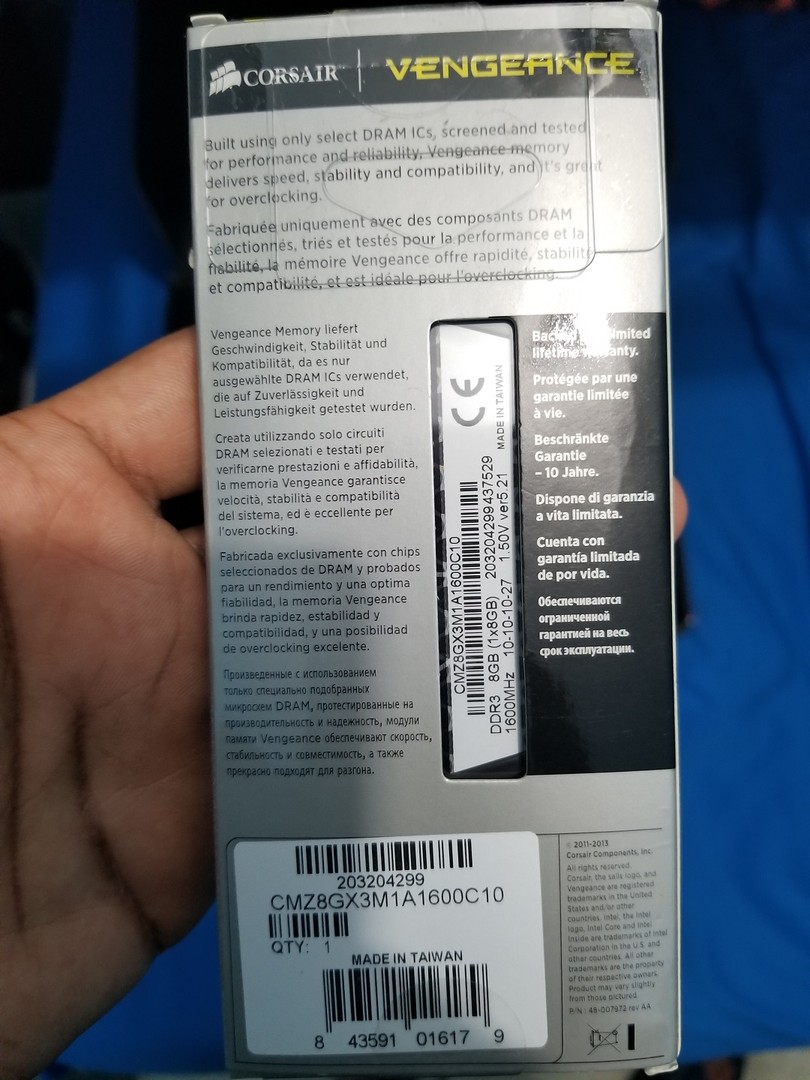 CORSAIR VENGEANCE
Built using only select DRAM ICs, screened and tested
for performance and reliability, Vengeance memory
delivers speed, stability and compatibility, and it's great
for overclocking.
Fabriquée uniquement avec des composants DRAM
sélectionnés, triés et testés pour la performance et la
fiabilité, la mémoire Vengeance offre rapidité, stabilité
et compatibilité, et est idéale pour l'overclocking.
Vengeance Memory liefert
Geschwindigkeit, Stabilität und
Kompatibilität, da es nur
ausgewählte DRAM ICs verwendet,
die auf Zuverlässigkeit und
Leistungsfähigkeit getestet wurden.
Creata utilizzando solo circuiti
DRAM selezionati e testati per
verificarne prestazioni e affidabilità,
la memoria Vengeance garantisce
velocità, stabilità e compatibilità
del sistema, ed è eccellente per
l'overclocking.
Fabricada exclusivamente con chips
seleccionados de DRAM y probados
para un rendimiento y una optima
fiabilidad, la memoria Vengeance
brinda rapidez, estabilidad y
compatibilidad, y una posibilidad
de overclocking excelente.
Произведенные с использованием
только специально подобранных
микросхем DRAM, протестированные на
производительность и надежность, модули
памяти Vengeance обеспечивают скорость,
стабильность и совместимость, а также
прекрасно подходят для разгона.
CE
MADE IN TAIWAN
CMZ8GX3M1A1600C10
DDR3 8GB (1x8GB) 203204299437529
1600MHz 10-10-10-27 1.50V ver5.21
limited
lifetime
Protégée par une
garantie limitée
à vie.
Beschränkte
Garantie
– 10 Jahre.
Dispone di garanzia
a vita limitata.
Cuenta con
garantía limitada
de por vida.
Обеспечиваются
ограниченной
гарантией на весь
срок эксплуатации.
203204299
CMZ8GX3M1A1600C10
QTY: 1
MADE IN TAIWAN
8 43591 01617 9
© 2011-2013
Corsair Components, Inc.
All rights reserved.
Corsair, the sails logo, and
Vengeance are registered
trademarks in the United
States and/or other
countries. Intel, the Intel
logo, Intel Core and Intel
Inside are trademarks of Intel
Corporation in the U.S. and
other countries. All other
trademarks are the property
of their respective owners.
Product may vary slightly
from those pictured.
P/N: 48-007972 rev AA